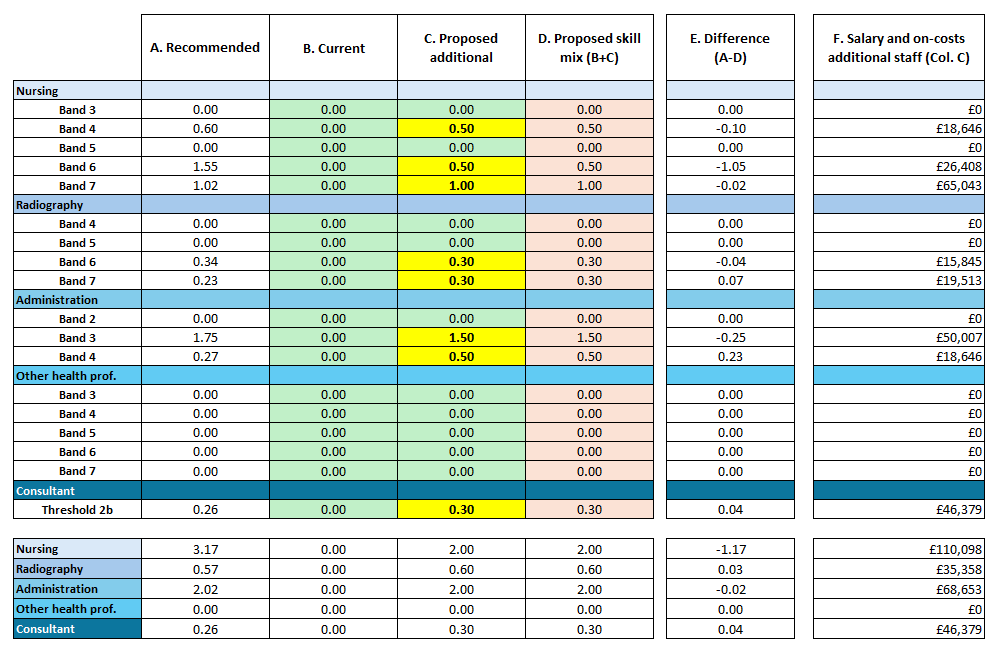 A. Recommended B. Current C. Proposed additional D. Proposed skill mix (B+C) E. Difference (A-D) F. Salary and on-costs additional staff (Col. C)
Nursing
Band 3 0.00 0.00 0.00 0.00 0.00 £0
Band 4 0.60 0.00 0.50 0.50 -0.10 £18,646
Band 5 0.00 0.00 0.00 0.00 0.00 £0
Band 6 1.55 0.00 0.50 0.50 -1.05 £26,408
Band 7 1.02 0.00 1.00 1.00 -0.02 £65,043
Radiography
Band 4 0.00 0.00 0.00 0.00 0.00 £0
Band 5 0.00 0.00 0.00 0.00 0.00 £0
Band 6 0.34 0.00 0.30 0.30 -0.04 £15,845
Band 7 0.23 0.00 0.30 0.30 0.07 £19,513
Administration
Band 2 0.00 0.00 0.00 0.00 0.00 £0
Band 3 1.75 0.00 1.50 1.50 -0.25 £50,007
Band 4 0.27 0.00 0.50 0.50 0.23 £18,646
Other health prof.
Band 3 0.00 0.00 0.00 0.00 0.00 £0
Band 4 0.00 0.00 0.00 0.00 0.00 £0
Band 5 0.00 0.00 0.00 0.00 0.00 £0
Band 6 0.00 0.00 0.00 0.00 0.00 £0
Band 7 0.00 0.00 0.00 0.00 0.00 £0
Consultant
Threshold 2b 0.26 0.00 0.30 0.30 0.04 £46,379
Nursing 3.17 0.00 2.00 2.00 -1.17 £110,098
Radiography 0.57 0.00 0.60 0.60 0.03 £35,358
Administration 2.02 0.00 2.00 2.00 -0.02 £68,653
Other health prof. 0.00 0.00 0.00 0.00 0.00 £0
Consultant 0.26 0.00 0.30 0.30 0.04 £46,379